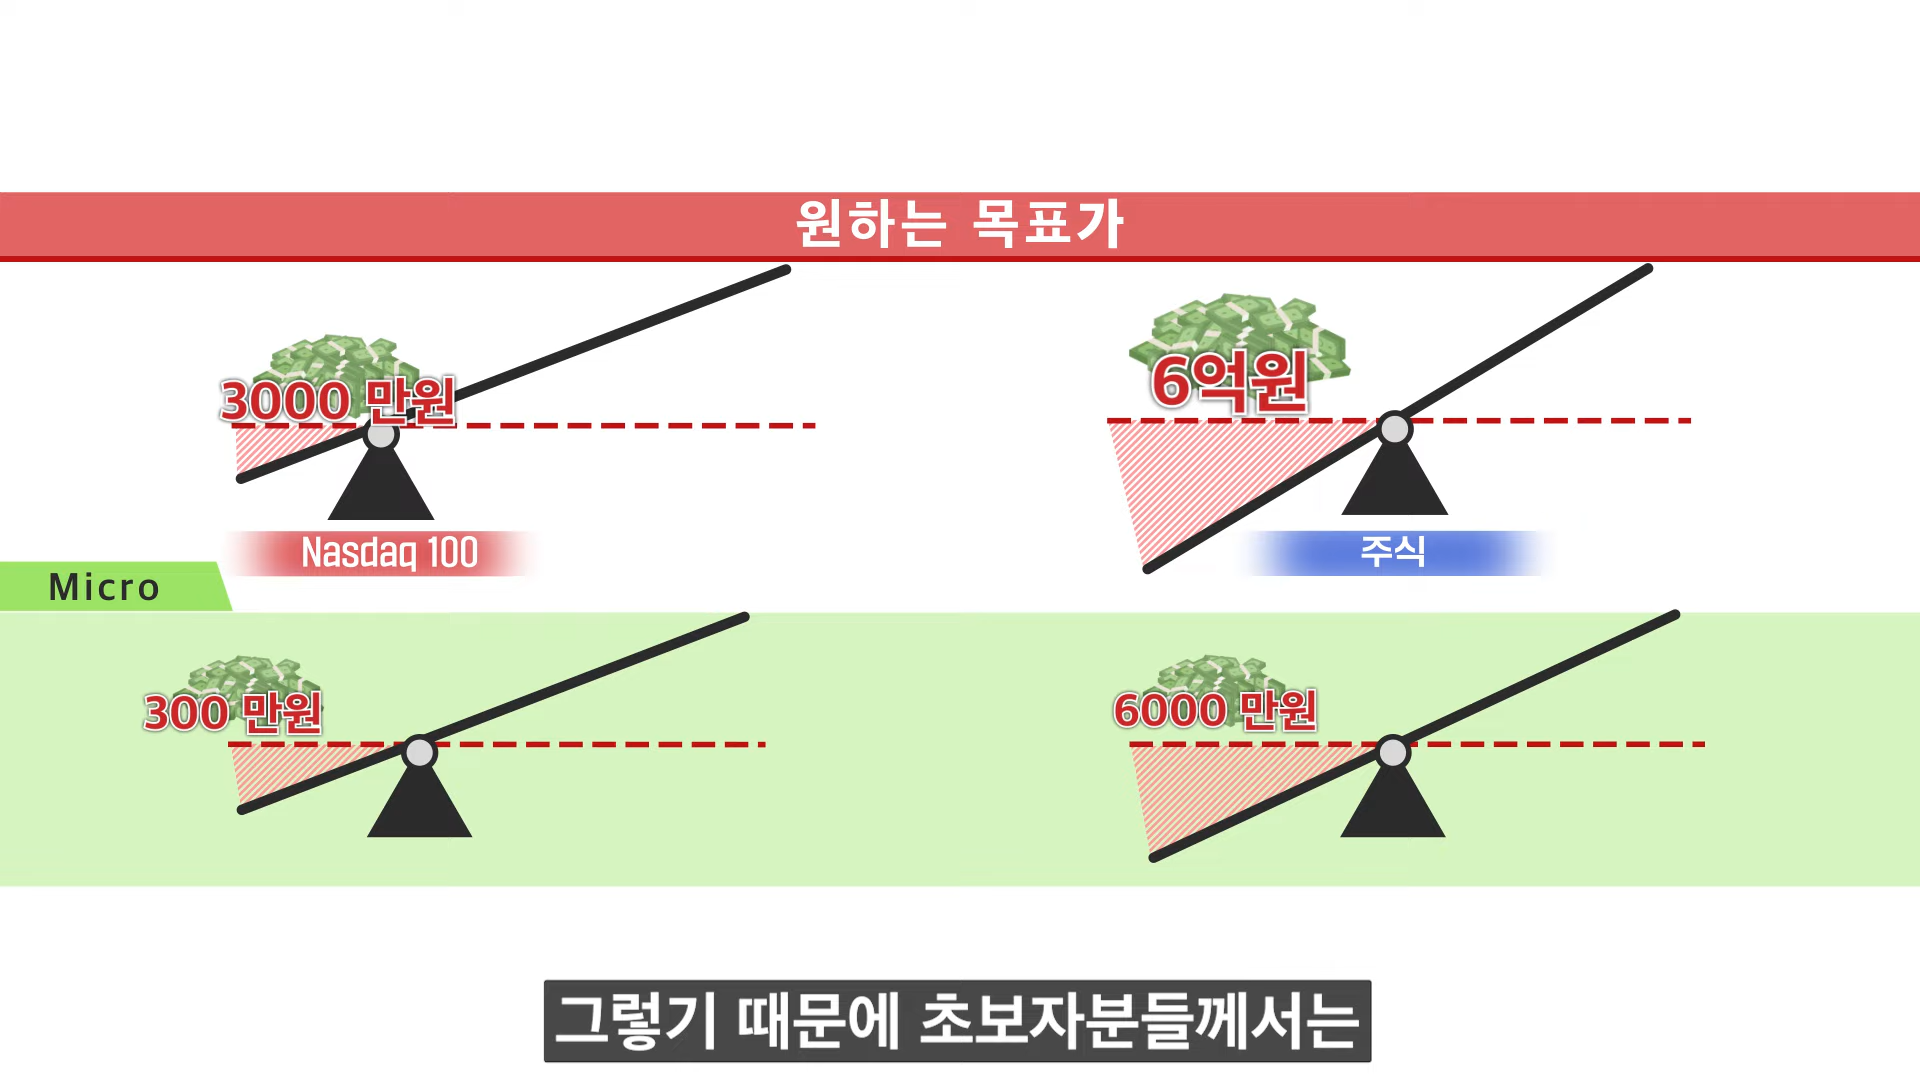 원하는 목표가
3000 만원
6억원
Nasdaq 100
주식
Micro
300 만원
6000 만원
그렇기 때문에 초보자분들께서는